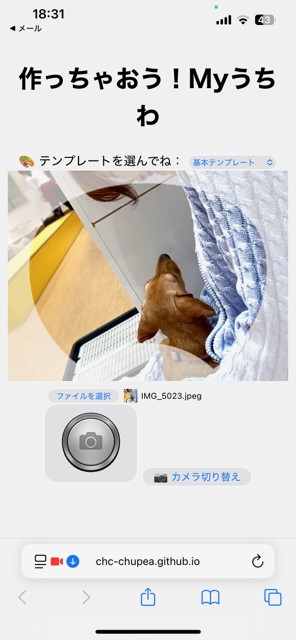 18:31
43
◀ メール
作っちゃおう！Myうち
わ
🎨 テンプレートを選んでね： 基本テンプレート
ファイルを選択 IMG_5023.jpeg
📷 カメラ切り替え
chc-chupea.github.io